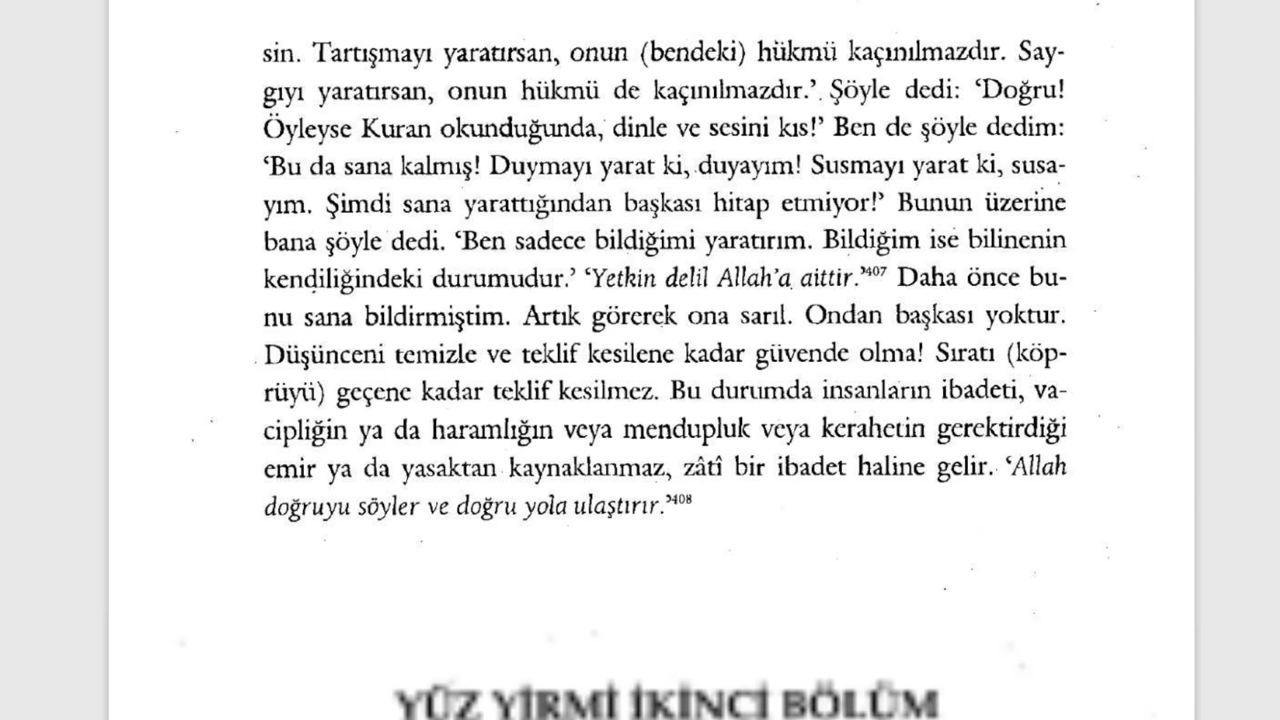 sin. Tartışmayı yaratırsan, onun (bendeki) hükmü kaçınılmazdır. Say-
gıyı yaratırsan, onun hükmü de kaçınılmazdır.’ Şöyle dedi: ‘Doğru!
Öyleyse Kuran okunduğunda, dinle ve sesini kıs!’ Ben de şöyle dedim:
‘Bu da sana kalmış! Duymayı yarat ki, duyayım! Susmayı yarat ki, susa-
yım. Şimdi sana yarattığından başkası hitap etmiyor!’ Bunun üzerine
bana şöyle dedi. ‘Ben sadece bildiğimi yaratırım. Bildiğim ise bilinenin
kendiliğindeki durumudur.’ ‘Yetkin delil Allah’a aittir.’⁴⁰⁷ Daha önce bu-
nu sana bildirmiştim. Artık görerek ona sarıl. Ondan başkası yoktur.
Düşünceni temizle ve teklif kesilene kadar güvende olma! Sıratı (köp-
rüyü) geçene kadar teklif kesilmez. Bu durumda insanların ibadeti, va-
cipliğin ya da haramlığın veya mendupluk veya kerahetin gerektirdiği
emir ya da yasaktan kaynaklanmaz, zâtî bir ibadet haline gelir. ‘Allah
doğruyu söyler ve doğru yola ulaştırır.’⁴⁰⁸
YÜZ YİRMİ İKİNCİ BÖLÜM